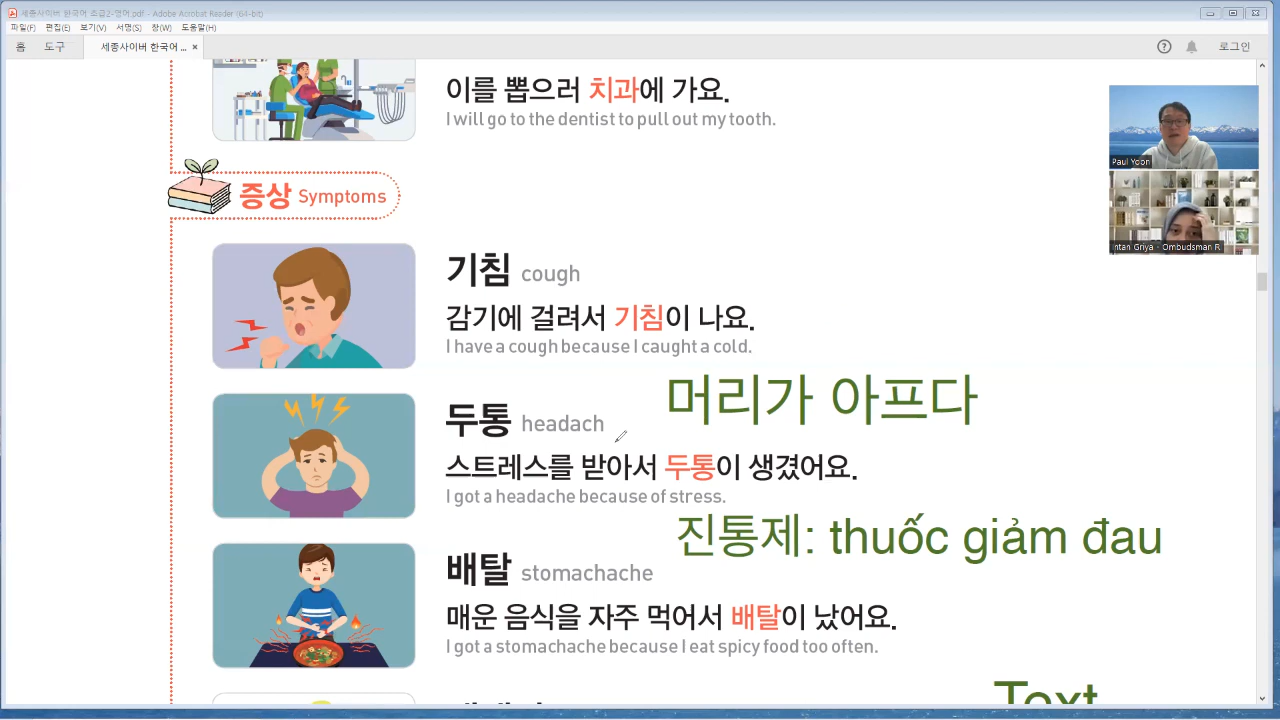 세종사이버 한국어 초급2-영어.pdf - Adobe Acrobat Reader (64-bit)
파일(F) 편집(E) 보기(V) 서명(S) 창(W) 도움말(H)
홈 도구 세종사이버 한국어 ... × 로그인
이를 뽑으러 치과에 가요.
I will go to the dentist to pull out my tooth.
Paul Yoon
증상 Symptoms
Intan Griya - Ombudsman R.
기침 cough
감기에 걸려서 기침이 나요.
I have a cough because I caught a cold.
머리가 아프다
두통 headach
스트레스를 받아서 두통이 생겼어요.
I got a headache because of stress.
진통제: thuốc giảm đau
배탈 stomachache
매운 음식을 자주 먹어서 배탈이 났어요.
I got a stomachache because I eat spicy food too often.
Text